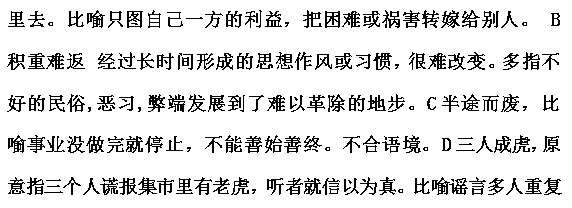 里去。比喻只图自己一方的利益，把困难或祸害转嫁给别人。 B
积重难返 经过长时间形成的思想作风或习惯，很难改变。多指不
好的民俗,恶习,弊端发展到了难以革除的地步。C 半途而废，比
喻事业没做完就停止，不能善始善终。不合语境。D 三人成虎，原
意指三个人谎报集市里有老虎，听者就信以为真。比喻谣言多人重复